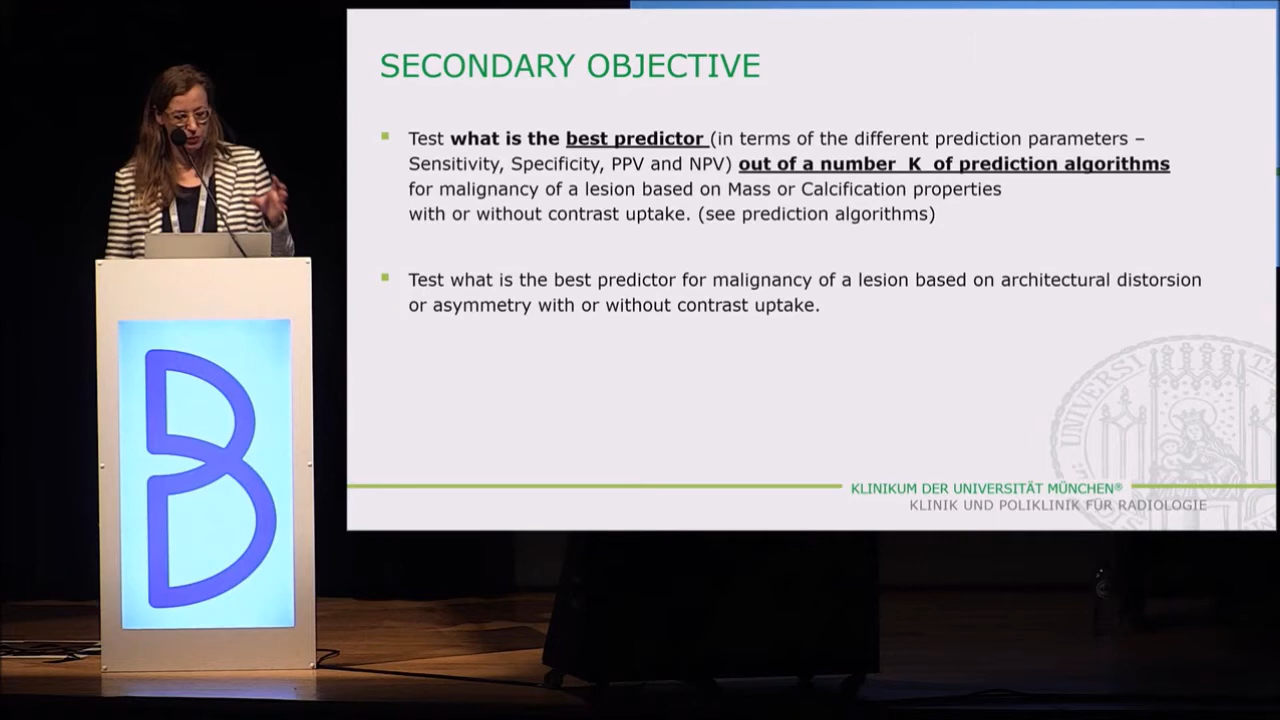 SECONDARY OBJECTIVE
Test what is the best predictor (in terms of the different prediction parameters –
Sensitivity, Specificity, PPV and NPV) out of a number K of prediction algorithms
for malignancy of a lesion based on Mass or Calcification properties
with or without contrast uptake. (see prediction algorithms)
Test what is the best predictor for malignancy of a lesion based on architectural distorsion
or asymmetry with or without contrast uptake.
KLINIKUM DER UNIVERSITÄT MÜNCHEN®
KLINIK UND POLIKLINIK FÜR RADIOLOGIE
B